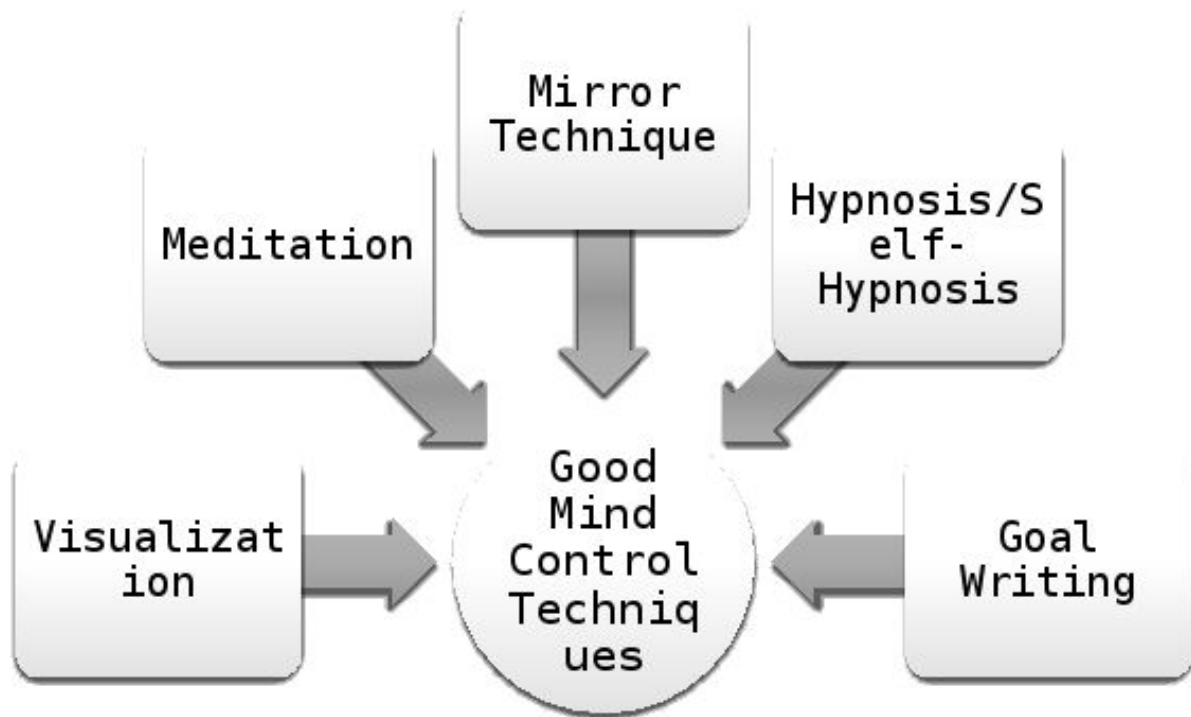 Mirror
Technique
Meditation
Hypnosis/S
elf-
Hypnosis
Visualizat
ion
Good
Mind
Control
Techniq
ues
Goal
Writing